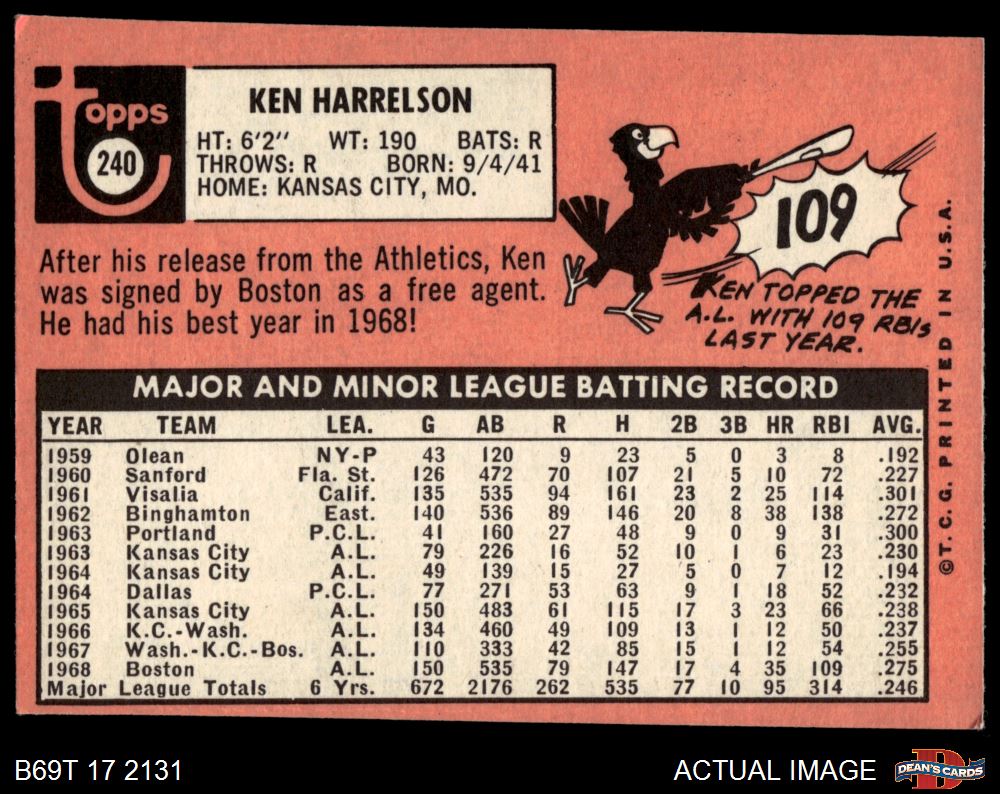 Topps
240
KEN HARRELSON
HT: 6'2" WT: 190 BATS: R
THROWS: R BORN: 9/4/41
HOME: KANSAS CITY, MO.
After his release from the Athletics, Ken
was signed by Boston as a free agent.
He had his best year in 1968!
109
KEN TOPPED THE
A.L. WITH 109 RBIs
LAST YEAR.
MAJOR AND MINOR LEAGUE BATTING RECORD
YEAR TEAM LEA. G AB R H 2B 3B HR RBI AVG.
1959 Olean NY-P 43 120 9 23 5 0 3 8 .192
1960 Sanford Fla. St. 126 472 70 107 21 5 10 72 .227
1961 Visalia Calif. 135 535 94 161 23 2 25 114 .301
1962 Binghamton East. 140 536 89 146 20 8 38 138 .272
1963 Portland P.C.L. 41 160 27 48 9 0 9 31 .300
1963 Kansas City A.L. 79 226 16 52 10 1 6 23 .230
1964 Kansas City A.L. 49 139 15 27 5 0 7 12 .194
1964 Dallas P.C.L. 77 271 53 63 9 1 18 52 .232
1965 Kansas City A.L. 150 483 61 115 17 3 23 66 .238
1966 K.C.-Wash. A.L. 134 460 49 109 13 1 12 50 .237
1967 Wash.-K.C.-Bos. A.L. 110 333 42 85 15 1 12 54 .255
1968 Boston A.L. 150 535 79 147 17 4 35 109 .275
Major League Totals 6 Yrs. 672 2176 262 535 77 10 95 314 .246
©T. C. G. PRINTED IN U.S.A.
B69T 17 2131
ACTUAL IMAGE
DEAN'S CARDS